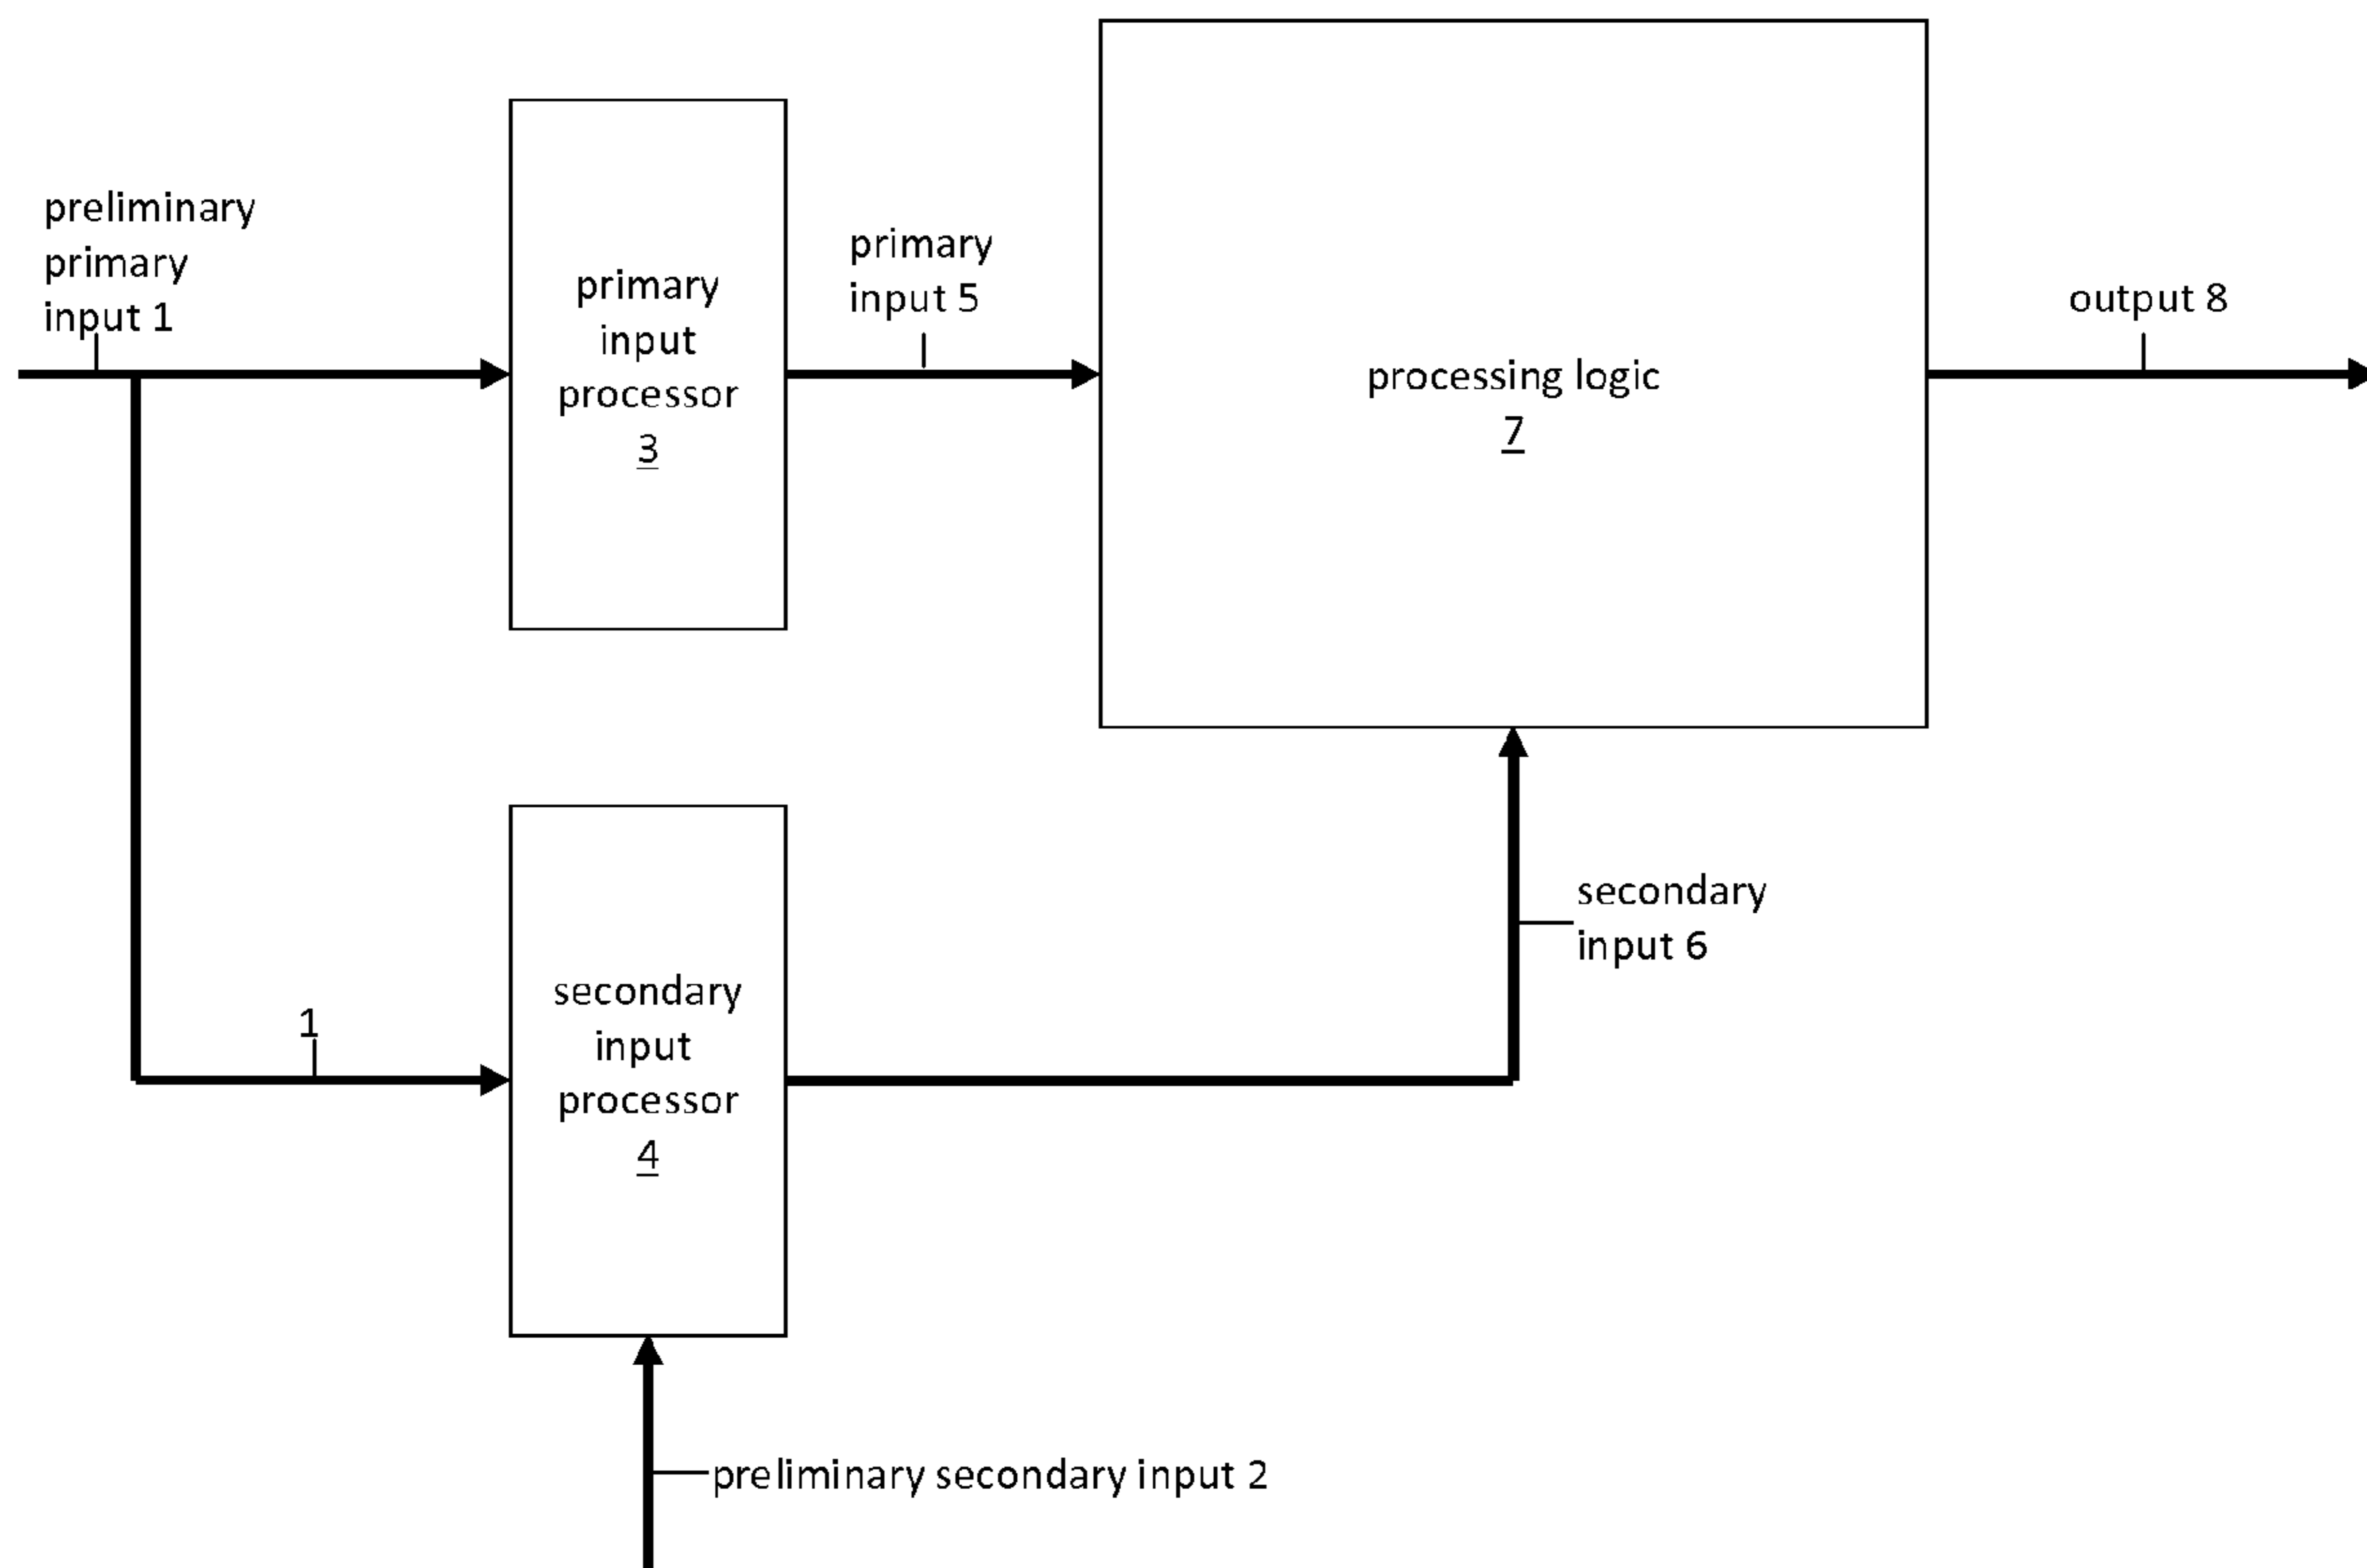 preliminary
primary
input 1
primary
input
processor
3
primary
input 5
processing logic
7
output 8
1
secondary
input
processor
4
secondary
input 6
preliminary secondary input 2